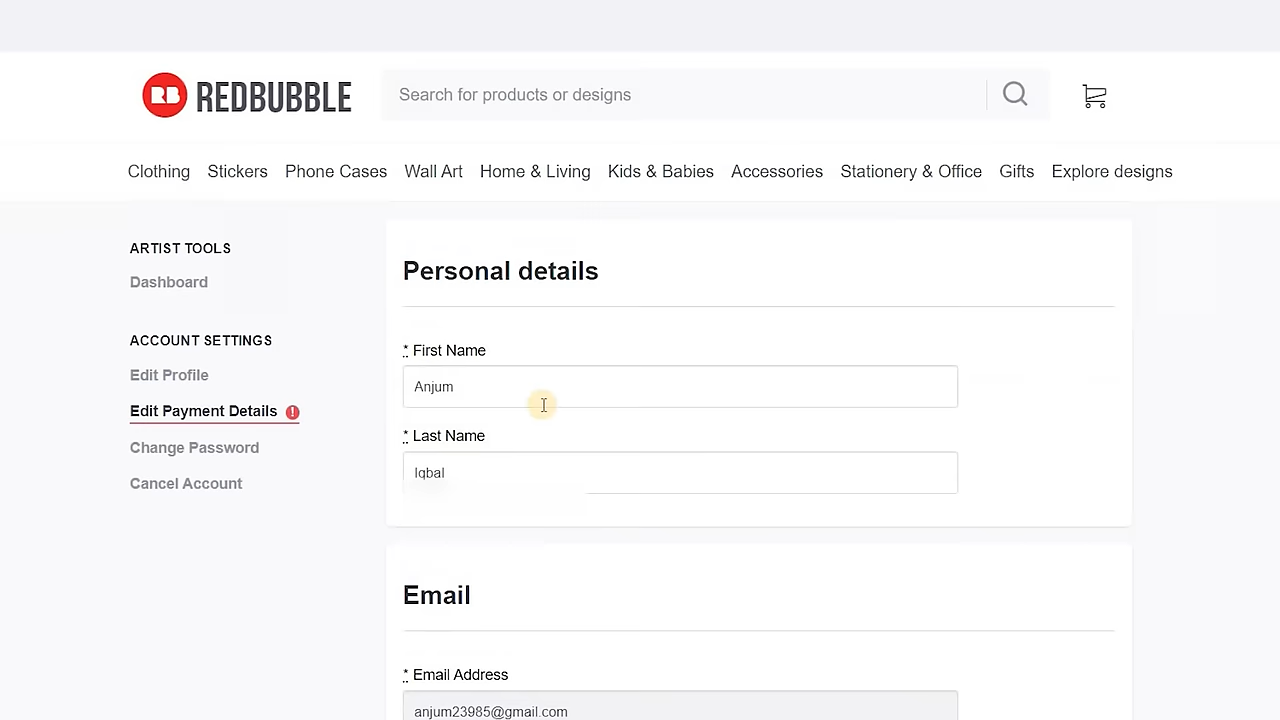 RB REDBUBBLE
Search for products or designs
Clothing Stickers Phone Cases Wall Art Home & Living Kids & Babies Accessories Stationery & Office Gifts Explore designs
ARTIST TOOLS
Dashboard
ACCOUNT SETTINGS
Edit Profile
Edit Payment Details !
Change Password
Cancel Account
Personal details
* First Name
Anjum
* Last Name
Iqbal
Email
* Email Address
anjum23985@gmail.com